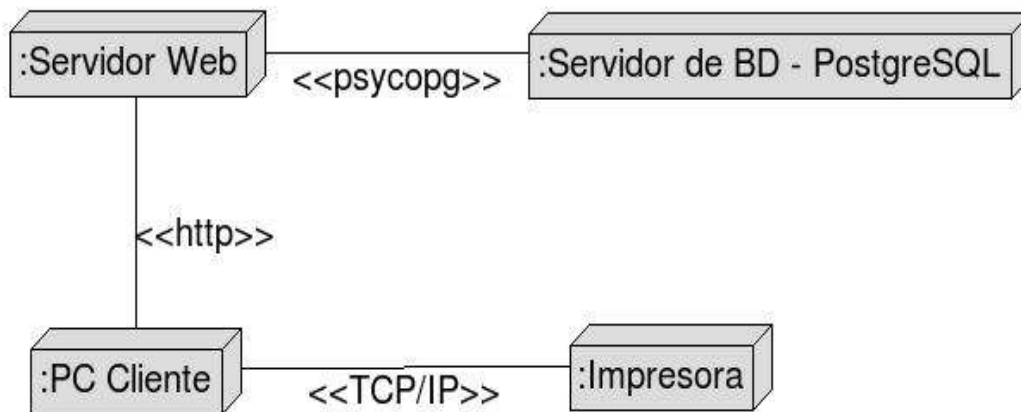 :Servidor Web
<<psycopg>>
:Servidor de BD - PostgreSQL
<<http>>
:PC Cliente
<<TCP/IP>>
:Impresora